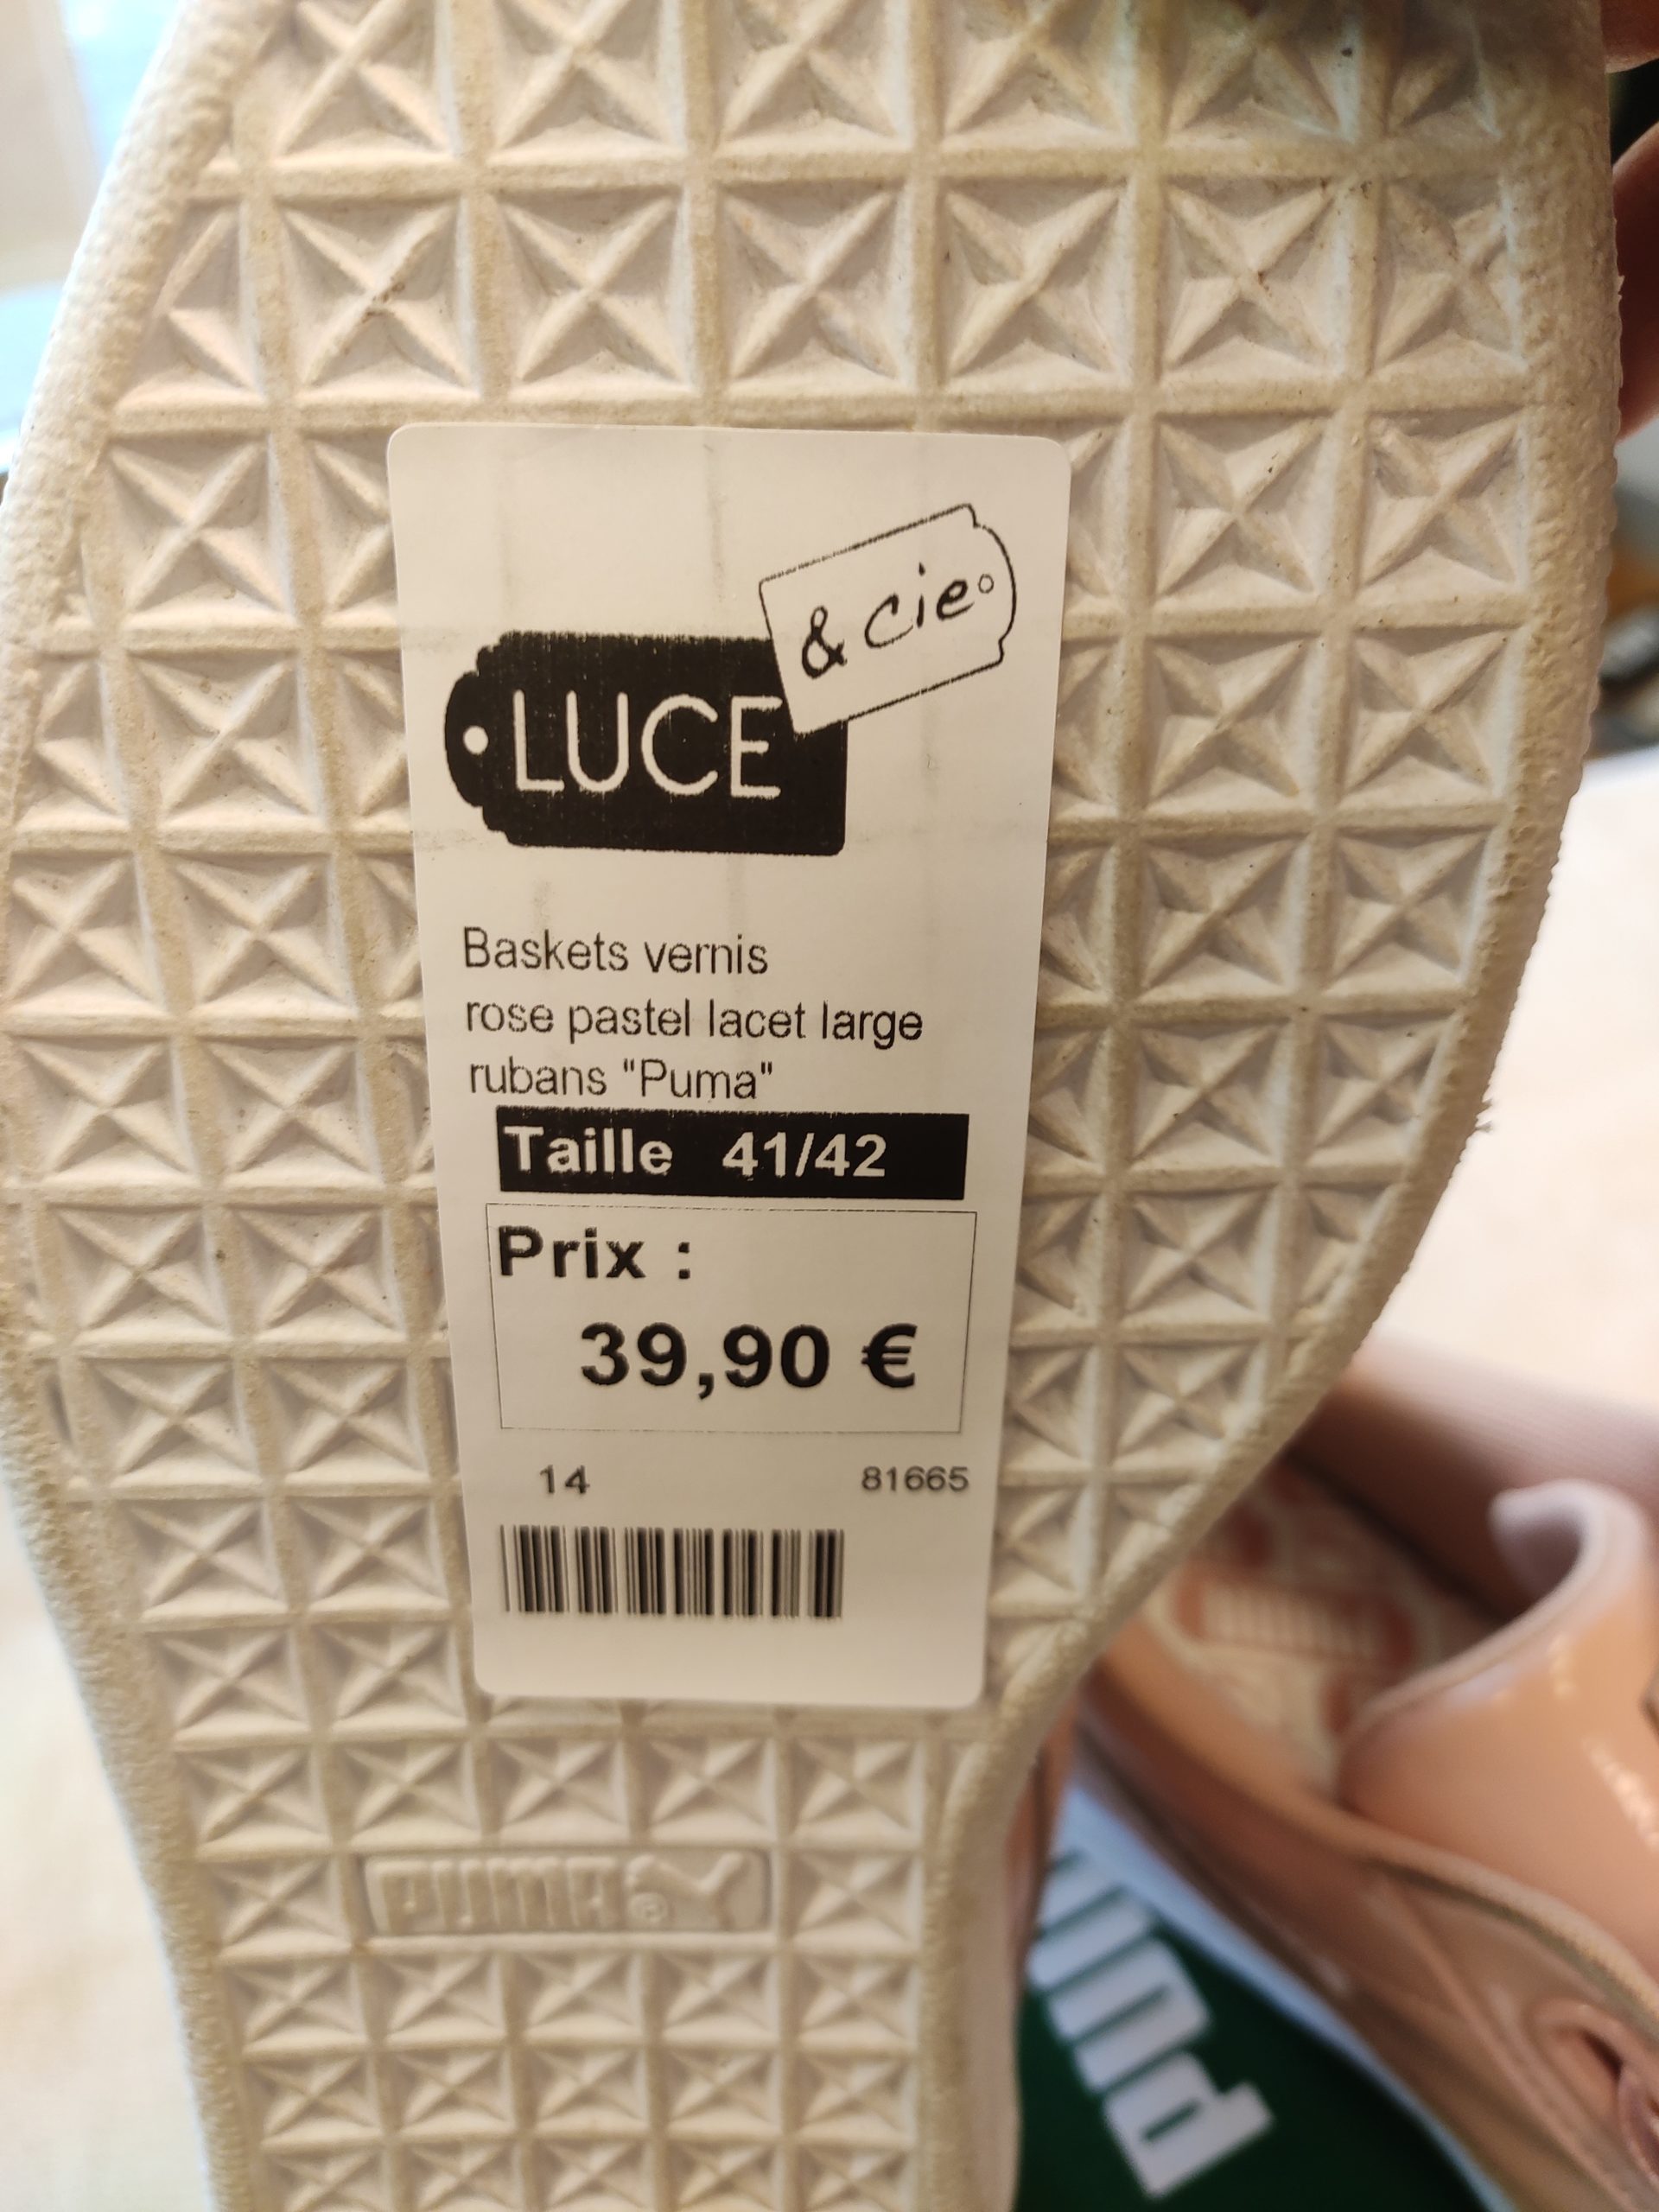 & cie
LUCE
Baskets vernis
rose pastel lacet large
rubans "Puma"
Taille 41/42
Prix :
39,90 €
14 81665
PUMA ®
PUMA